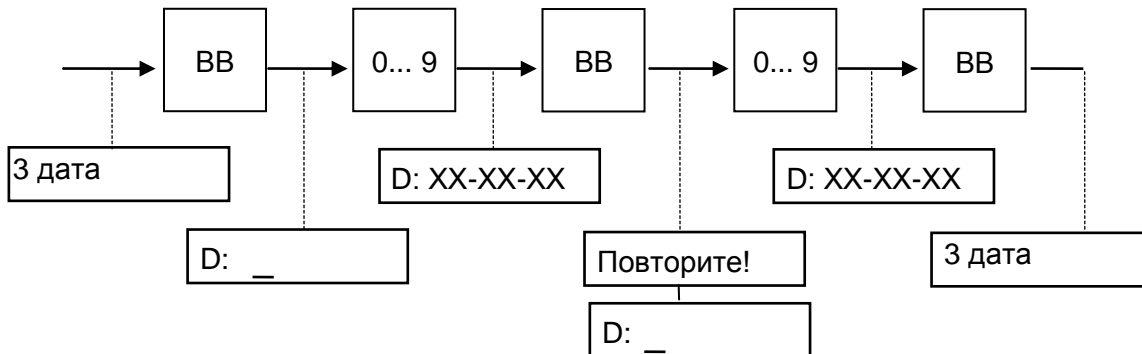 ВВ
0... 9
ВВ
0... 9
ВВ
3 дата
D: XX-XX-XX
D: XX-XX-XX
D: _
Повторите!
3 дата
D: _